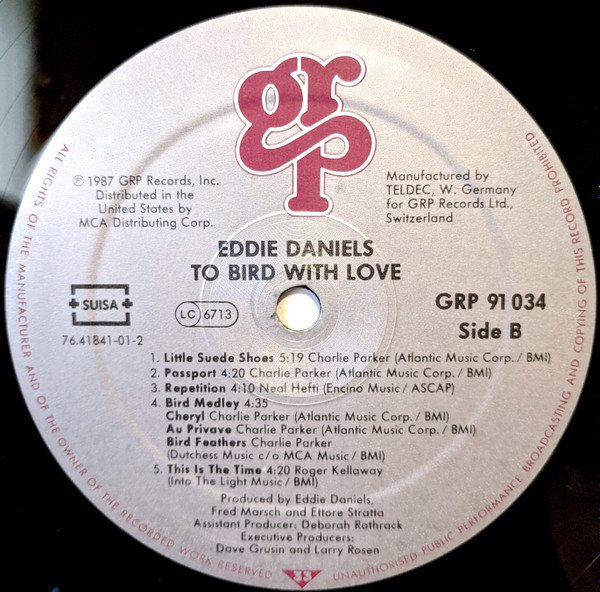 grp
®
℗ 1987 GRP Records, Inc.
Distributed in the
United States by
MCA Distributing Corp.
Manufactured by
TELDEC, W. Germany
for GRP Records Ltd.,
Switzerland
EDDIE DANIELS
TO BIRD WITH LOVE
SUISA
76.41841-01-2
LC 6713
GRP 91 034
Side B
1. Little Suede Shoes 5:19 Charlie Parker (Atlantic Music Corp. / BMI)
2. Passport 4:20 Charlie Parker (Atlantic Music Corp. / BMI)
3. Repetition 4:10 Neal Hefti (Encino Music / ASCAP)
4. Bird Medley 4:35
Cheryl Charlie Parker (Atlantic Music Corp. / BMI)
Au Privave Charlie Parker (Atlantic Music Corp. / BMI)
Bird Feathers Charlie Parker
(Dutchess Music c/o MCA Music / BMI)
5. This Is The Time 4:20 Roger Kellaway
(Into The Light Music / BMI)
Produced by Eddie Daniels,
Fred Marsch and Ettore Stratta
Assistant Producer: Deborah Rothrack
Executive Producers:
Dave Grusin and Larry Rosen
ALL RIGHTS OF THE MANUFACTURER AND OF THE OWNER OF THE RECORDED WORK RESERVED
33
UNAUTHORISED PUBLIC PERFORMANCE BROADCASTING AND COPYING OF THIS RECORD PROHIBITED